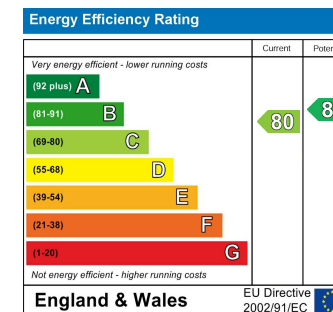 Energy Efficiency Rating
Current
Very energy efficient - lower running costs
(92 plus) A
(81-91) B
(69-80) C
(55-68) D
(39-54) E
(21-38) F
(1-20) G
80
Not energy efficient - higher running costs
England & Wales
EU Directive
2002/91/EC